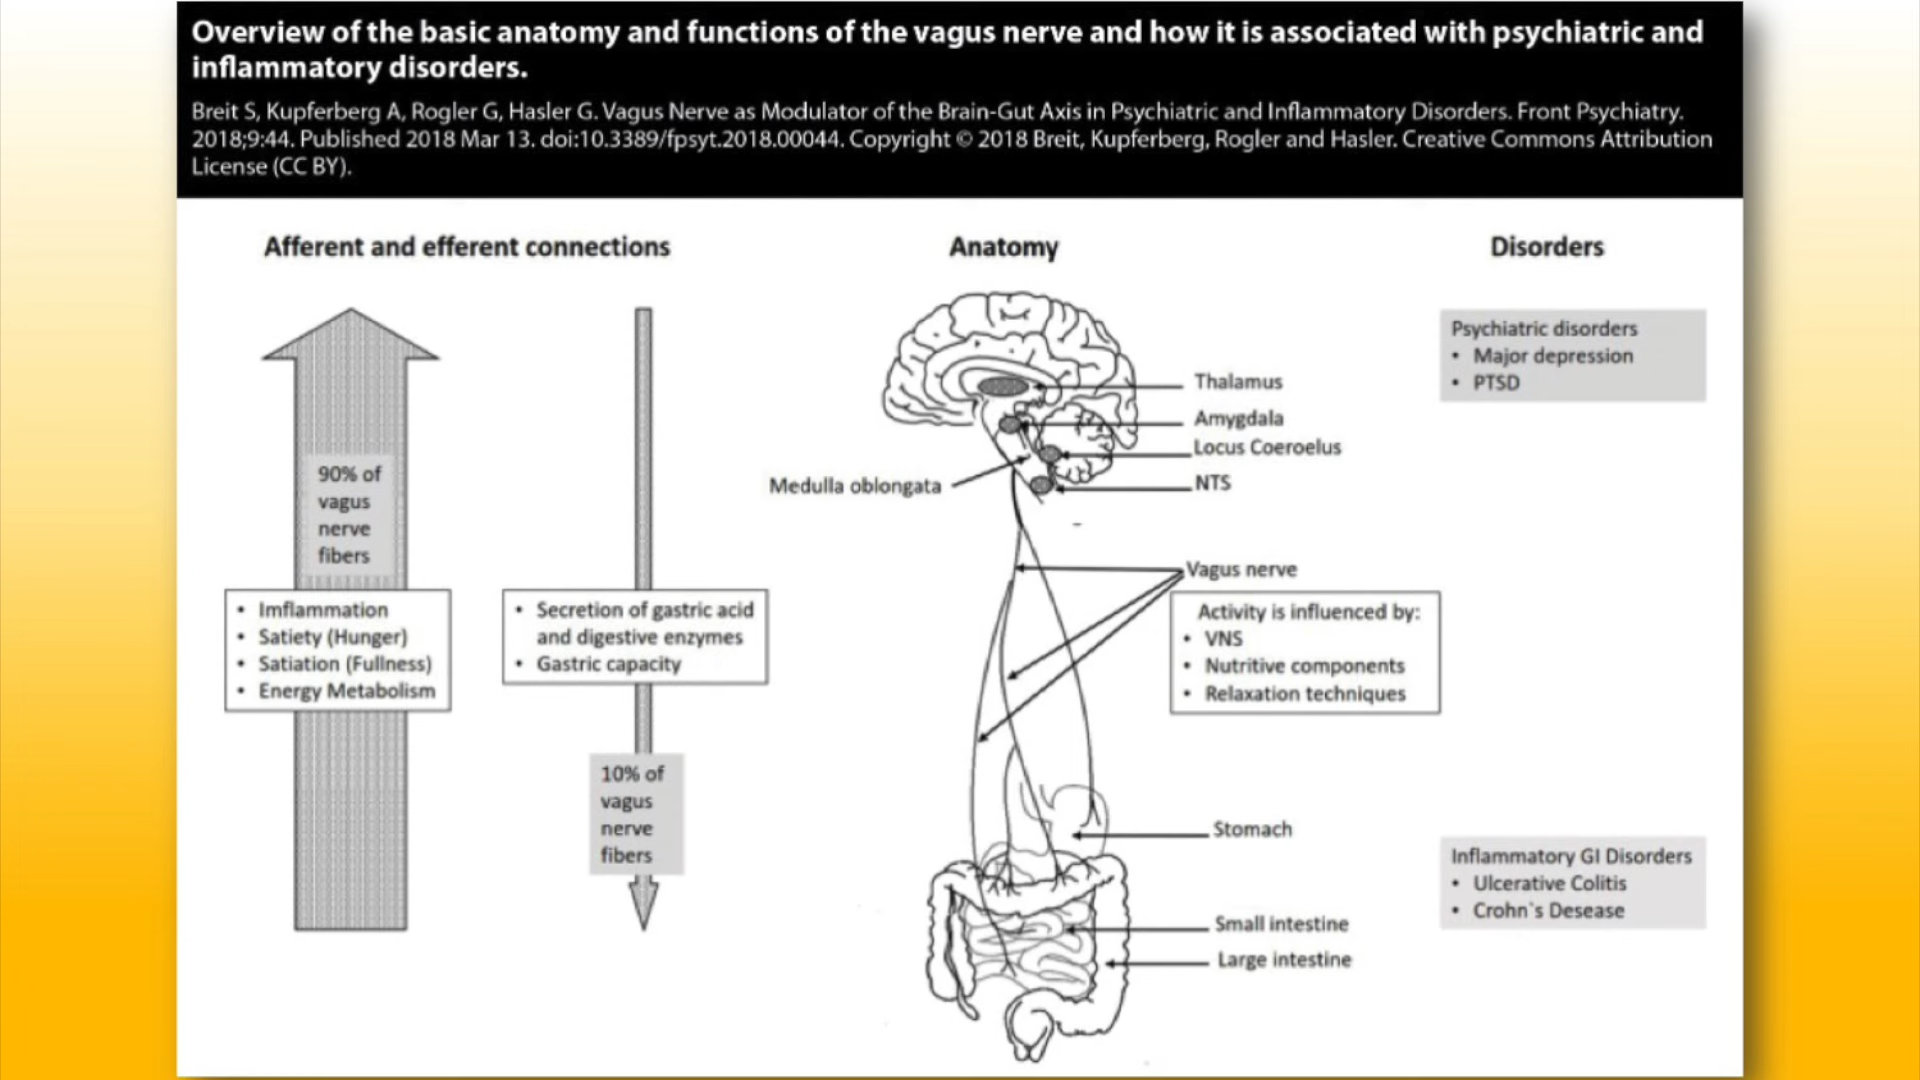 Overview of the basic anatomy and functions of the vagus nerve and how it is associated with psychiatric and
inflammatory disorders.
Breit S, Kupferberg A, Rogler G, Hasler G. Vagus Nerve as Modulator of the Brain-Gut Axis in Psychiatric and Inflammatory Disorders. Front Psychiatry.
2018;9:44. Published 2018 Mar 13. doi:10.3389/fpsyt.2018.00044. Copyright © 2018 Breit, Kupferberg, Rogler and Hasler. Creative Commons Attribution
License (CC BY).
Afferent and efferent connections
90% of
vagus
nerve
fibers
• Imflammation
• Satiety (Hunger)
• Satiation (Fullness)
• Energy Metabolism
• Secretion of gastric acid
and digestive enzymes
• Gastric capacity
10% of
vagus
nerve
fibers
Anatomy
Thalamus
Amygdala
Locus Coeroelus
Medulla oblongata
NTS
Vagus nerve
Activity is influenced by:
• VNS
• Nutritive components
• Relaxation techniques
Stomach
Small intestine
Large intestine
Disorders
Psychiatric disorders
• Major depression
• PTSD
Inflammatory GI Disorders
• Ulcerative Colitis
• Crohn`s Desease